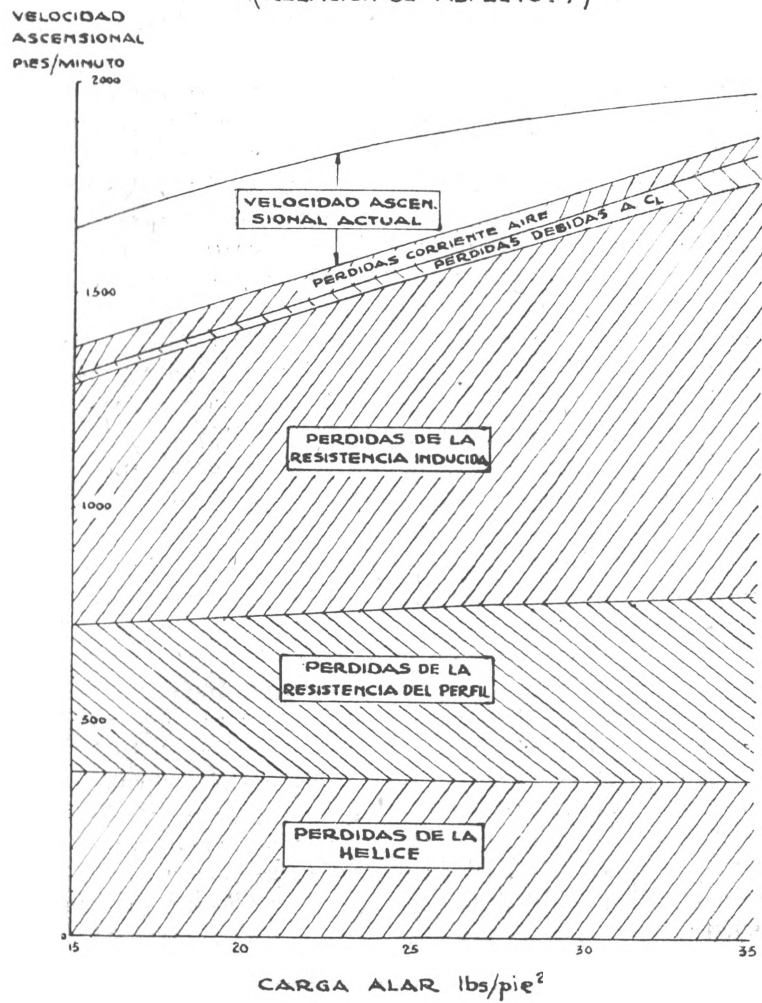 VELOCIDAD
ASCENSIONAL
PIES/MINUTO
2000
VELOCIDAD ASCEN.
SIONAL ACTUAL
PERDIDAS CORRIENTE AIRE
PERDIDAS DEBIDAS A CL
1500
PERDIDAS DE LA
RESISTENCIA INDUCIDA
1000
PERDIDAS DE LA
RESISTENCIA DEL PERFIL
500
PERDIDAS DE LA
HELICE
0
15 20 25 30 35
CARGA ALAR lbs/pie²